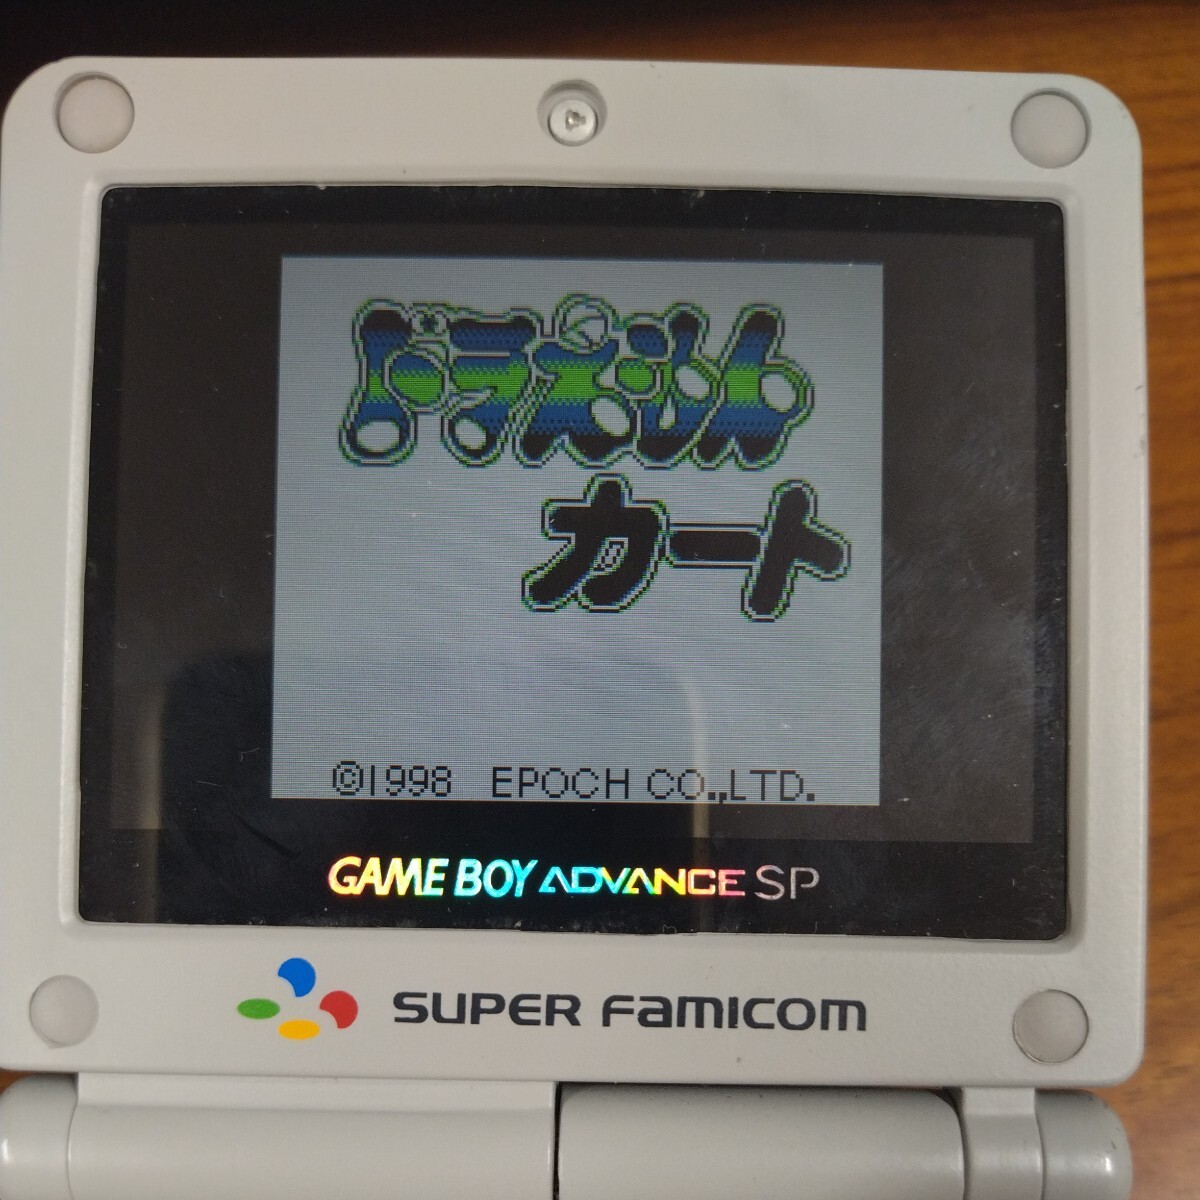 ドラえもん
カート
©1998 EPOCH CO.,LTD.
GAME BOY ADVANCE SP
SUPER FAMICOM